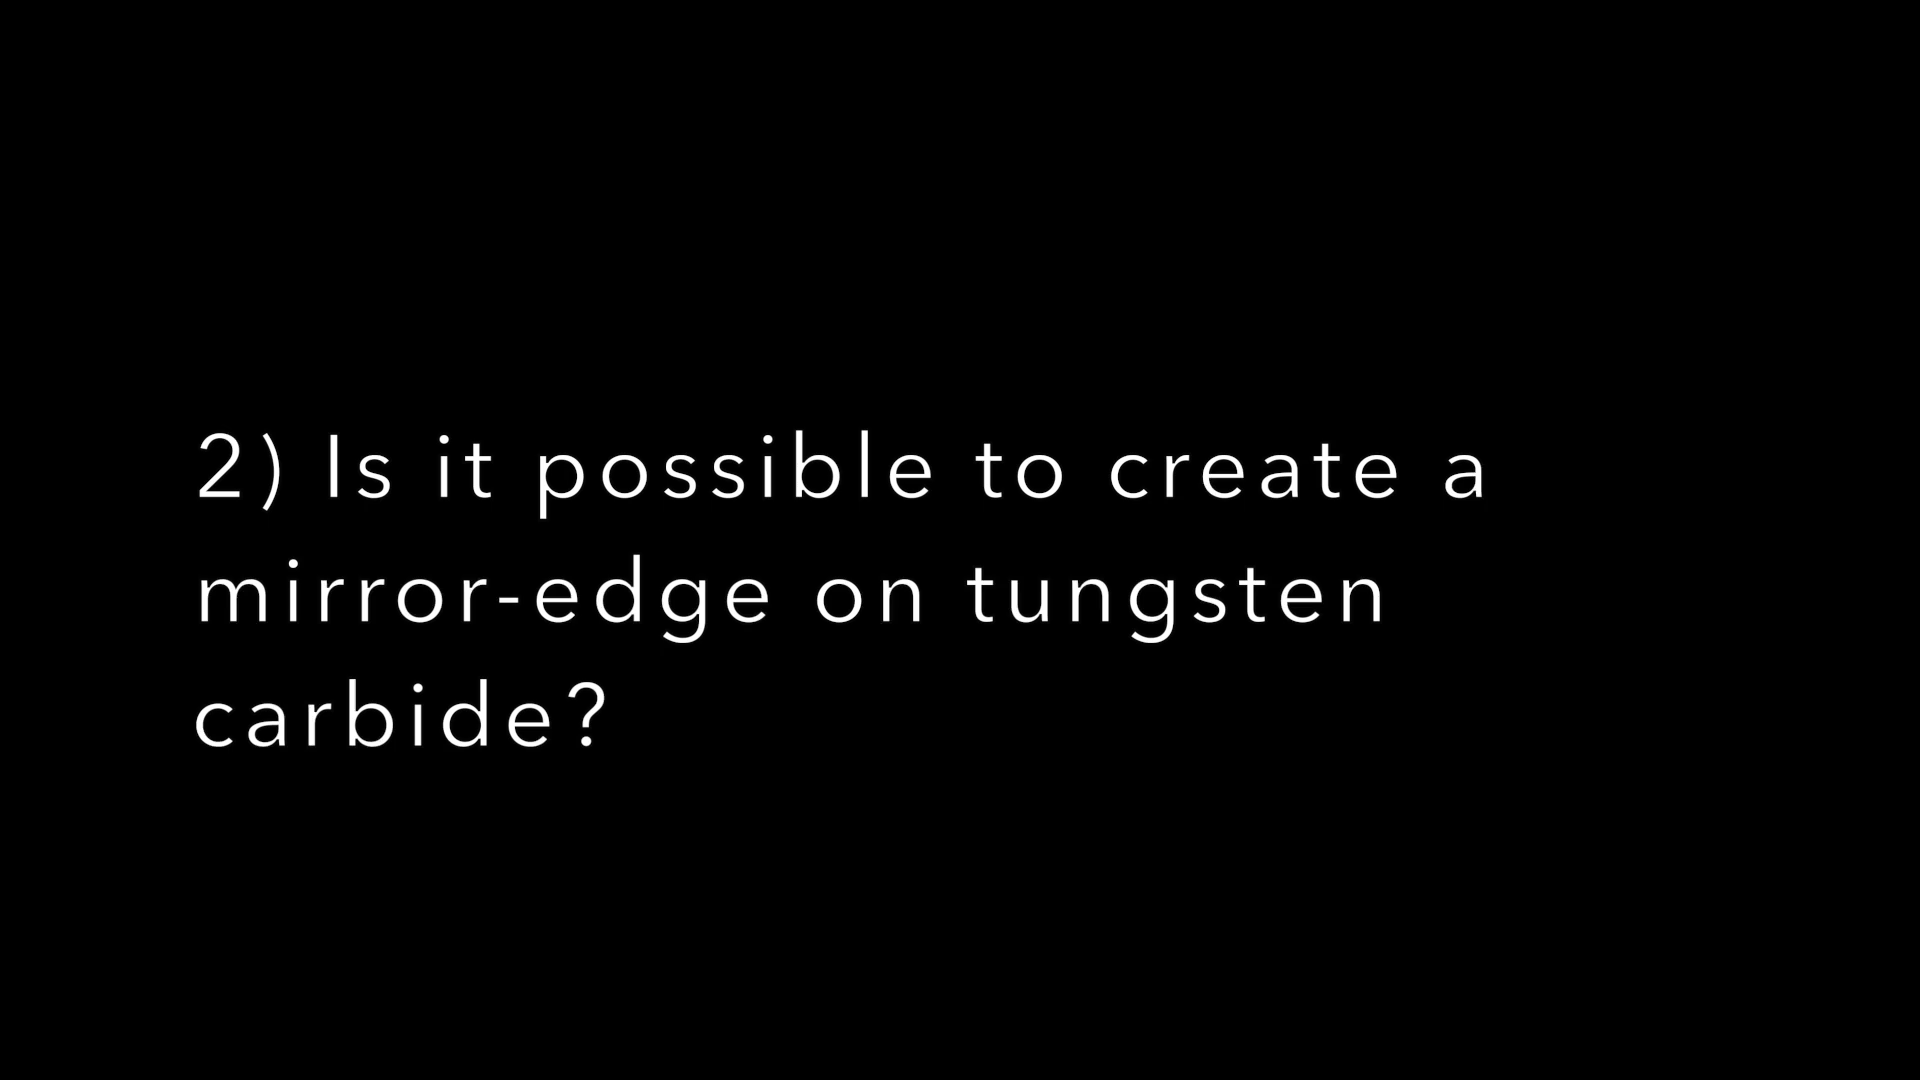 2) Is it possible to create a
mirror-edge on tungsten
carbide?